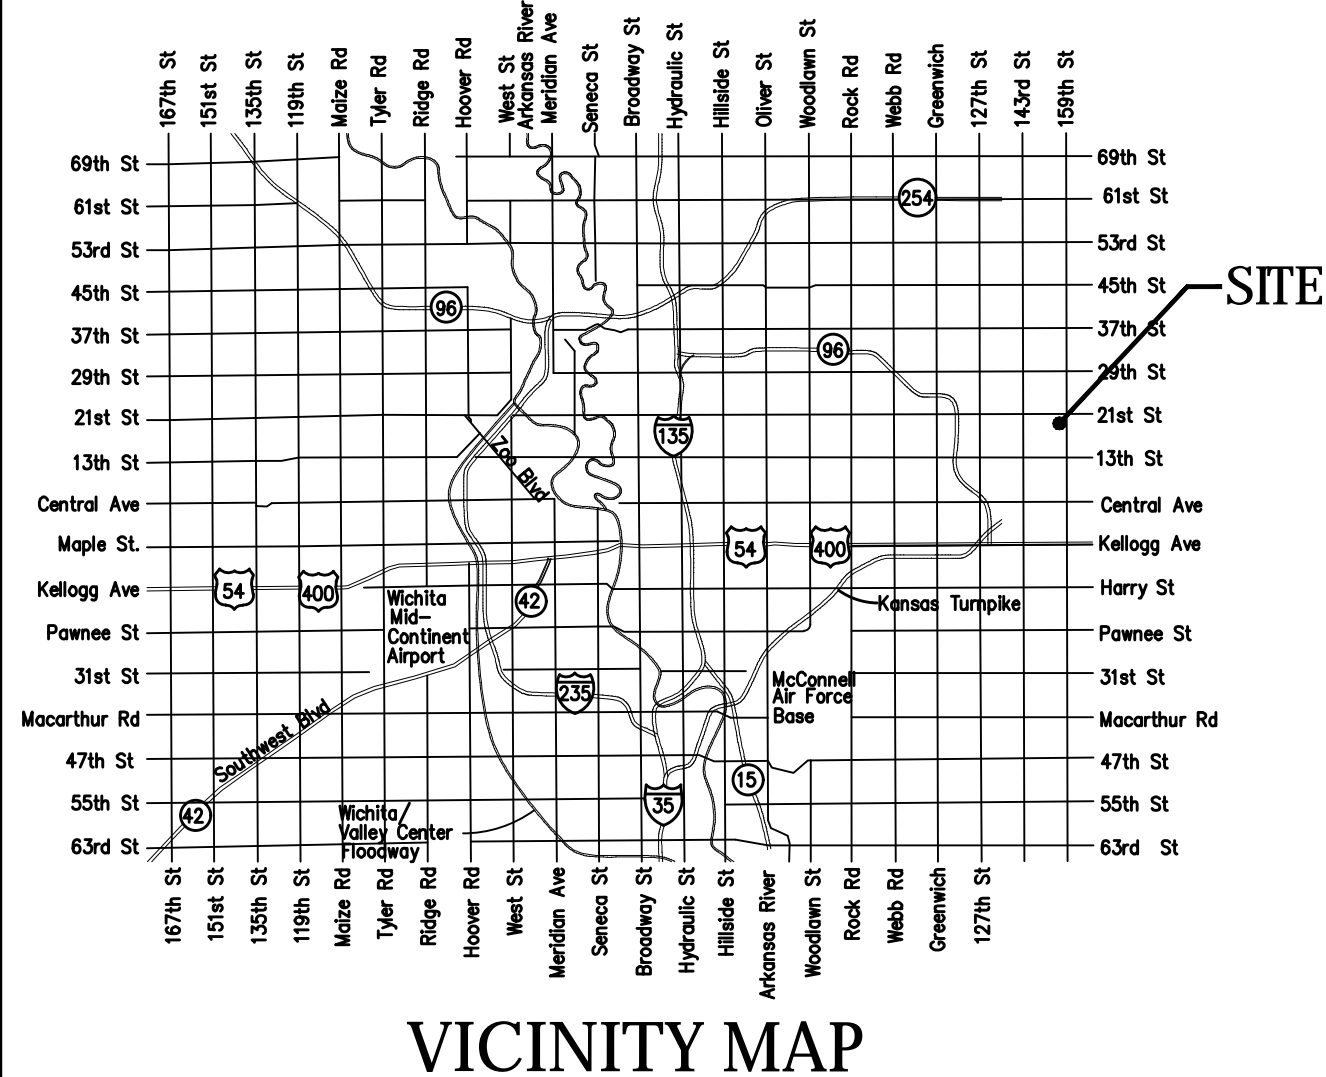 167th St
151st St
135th St
119th St
Maize Rd
Tyler Rd
Ridge Rd
Hoover Rd
West St
Arkansas River
Meridian Ave
Seneca St
Broadway St
Hydraulic St
Hillside St
Oliver St
Woodlawn St
Rock Rd
Webb Rd
Greenwich
127th St
143rd St
159th St
69th St
69th St
61st St
254
61st St
53rd St
53rd St
45th St
96
45th St
SITE
37th St
96
37th St
29th St
29th St
21st St
135
21st St
13th St
Zoo Blvd
13th St
Central Ave
Central Ave
Maple St.
54
400
Kellogg Ave
Kellogg Ave
54
400
42
Harry St
Wichita
Mid-
Continent
Airport
Kansas Turnpike
Pawnee St
Pawnee St
31st St
235
McConnell
Air Force
Base
31st St
Macarthur Rd
Southwest Blvd
Macarthur Rd
47th St
15
47th St
55th St
42
35
55th St
Wichita/
Valley Center
Floodway
63rd St
63rd St
167th St
151st St
135th St
119th St
Maize Rd
Tyler Rd
Ridge Rd
Hoover Rd
West St
Meridian Ave
Seneca St
Broadway St
Hydraulic St
Hillside St
Arkansas River
Woodlawn St
Rock Rd
Webb Rd
Greenwich
127th St
VICINITY MAP